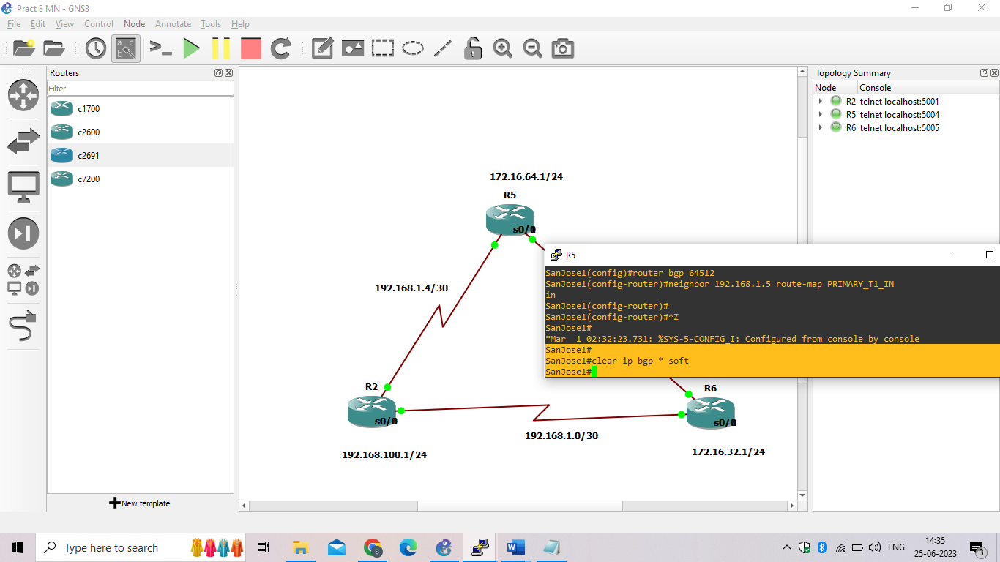 Pract 3 MN - GNS3
File Edit View Control Node Annotate Tools Help
Routers
Filter
c1700
c2600
c2691
c7200
New template
172.16.64.1/24
R5
s0/
192.168.1.4/30
R2
s0/
192.168.100.1/24
192.168.1.0/30
R6
s0/
172.16.32.1/24
R5
SanJose1(config)#router bgp 64512
SanJose1(config-router)#neighbor 192.168.1.5 route-map PRIMARY_T1_IN
in
SanJose1(config-router)#
SanJose1(config-router)#^Z
SanJose1#
*Mar  1 02:32:23.731: %SYS-5-CONFIG_I: Configured from console by console
SanJose1#
SanJose1#clear ip bgp * soft
SanJose1#
Topology Summary
Node Console
R2 telnet localhost:5001
R5 telnet localhost:5004
R6 telnet localhost:5005
Type here to search
ENG
14:35
25-06-2023
3